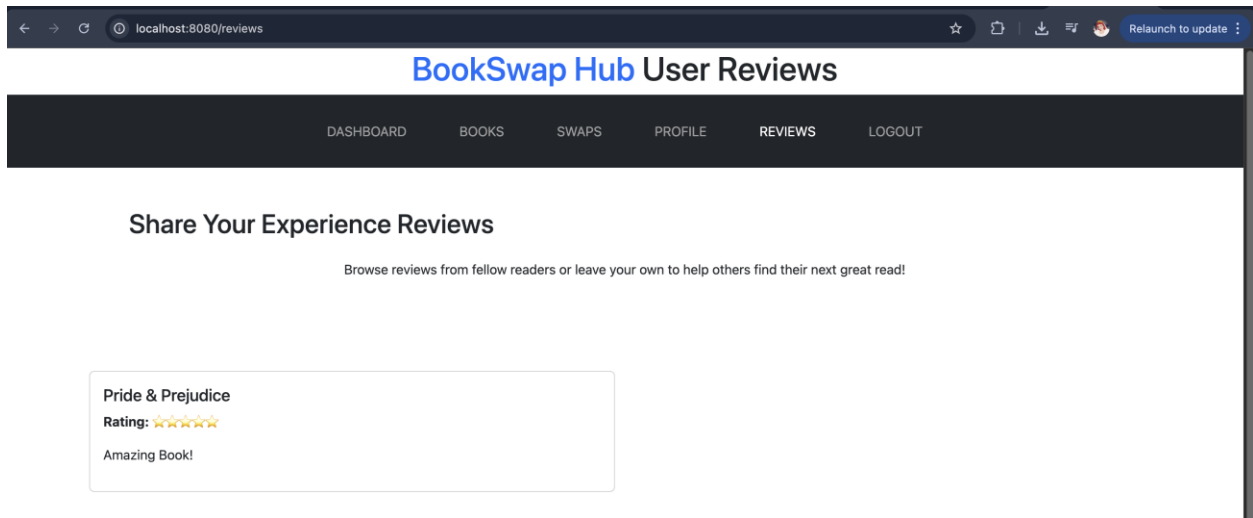 localhost:8080/reviews
Relaunch to update
BookSwap Hub User Reviews
DASHBOARD BOOKS SWAPS PROFILE REVIEWS LOGOUT
Share Your Experience Reviews
Browse reviews from fellow readers or leave your own to help others find their next great read!
Pride & Prejudice
Rating: ⭐⭐⭐⭐⭐
Amazing Book!